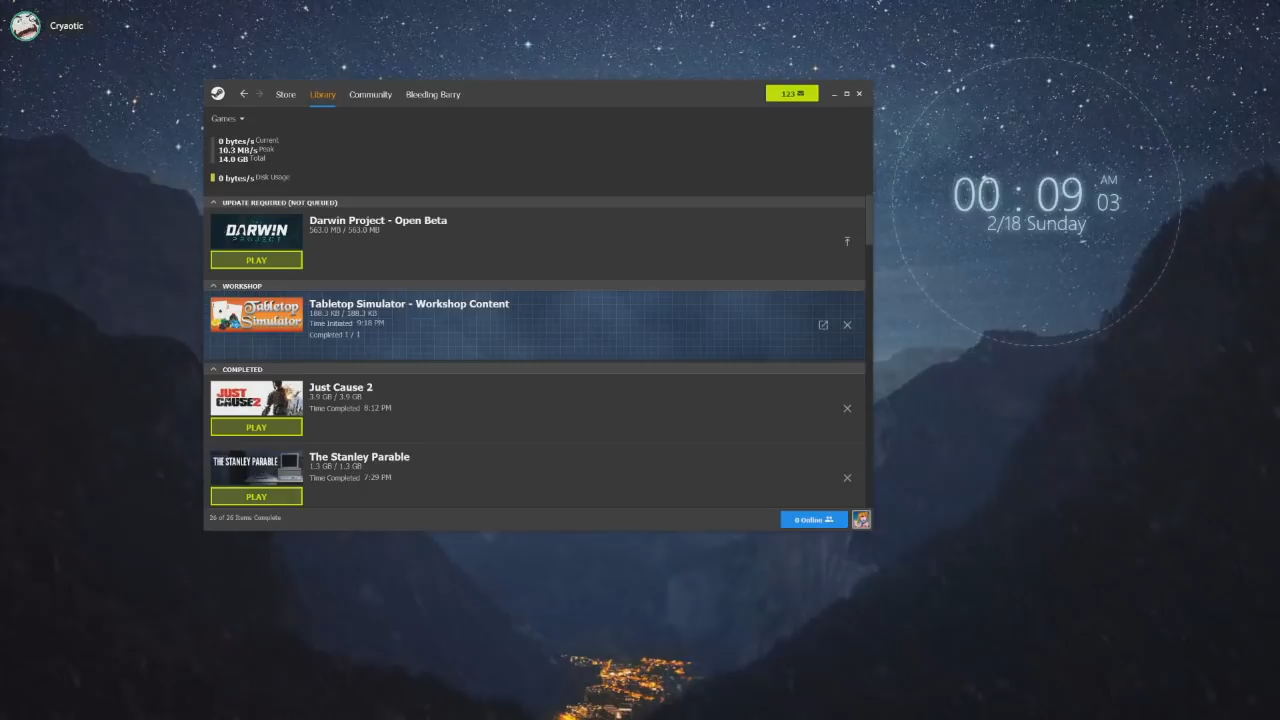 Cryaotic
Store Library Community Bleeding Barry 123
Games
0 bytes/s Current
10.3 MB/s Peak
14.0 GB Total
0 bytes/s Disk Usage
UPDATE REQUIRED (NOT QUEUED)
DARWIN PROJECT
Darwin Project - Open Beta
563.0 MB / 563.0 MB
PLAY
WORKSHOP
Tabletop Simulator
Tabletop Simulator - Workshop Content
188.3 KB / 188.3 KB
Time Initiated 9:18 PM
Completed 1 / 1
COMPLETED
JUST CAUSE 2
Just Cause 2
3.9 GB / 3.9 GB
Time Completed 8:12 PM
PLAY
THE STANLEY PARABLE
The Stanley Parable
1.3 GB / 1.3 GB
Time Completed 7:29 PM
PLAY
26 of 26 Items Complete
0 Online
00 : 09 AM 03
2/18 Sunday